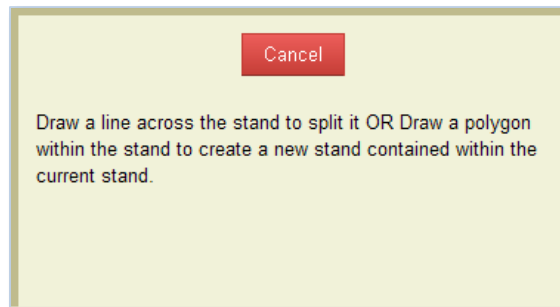 Cancel
Draw a line across the stand to split it OR Draw a polygon
within the stand to create a new stand contained within the
current stand.